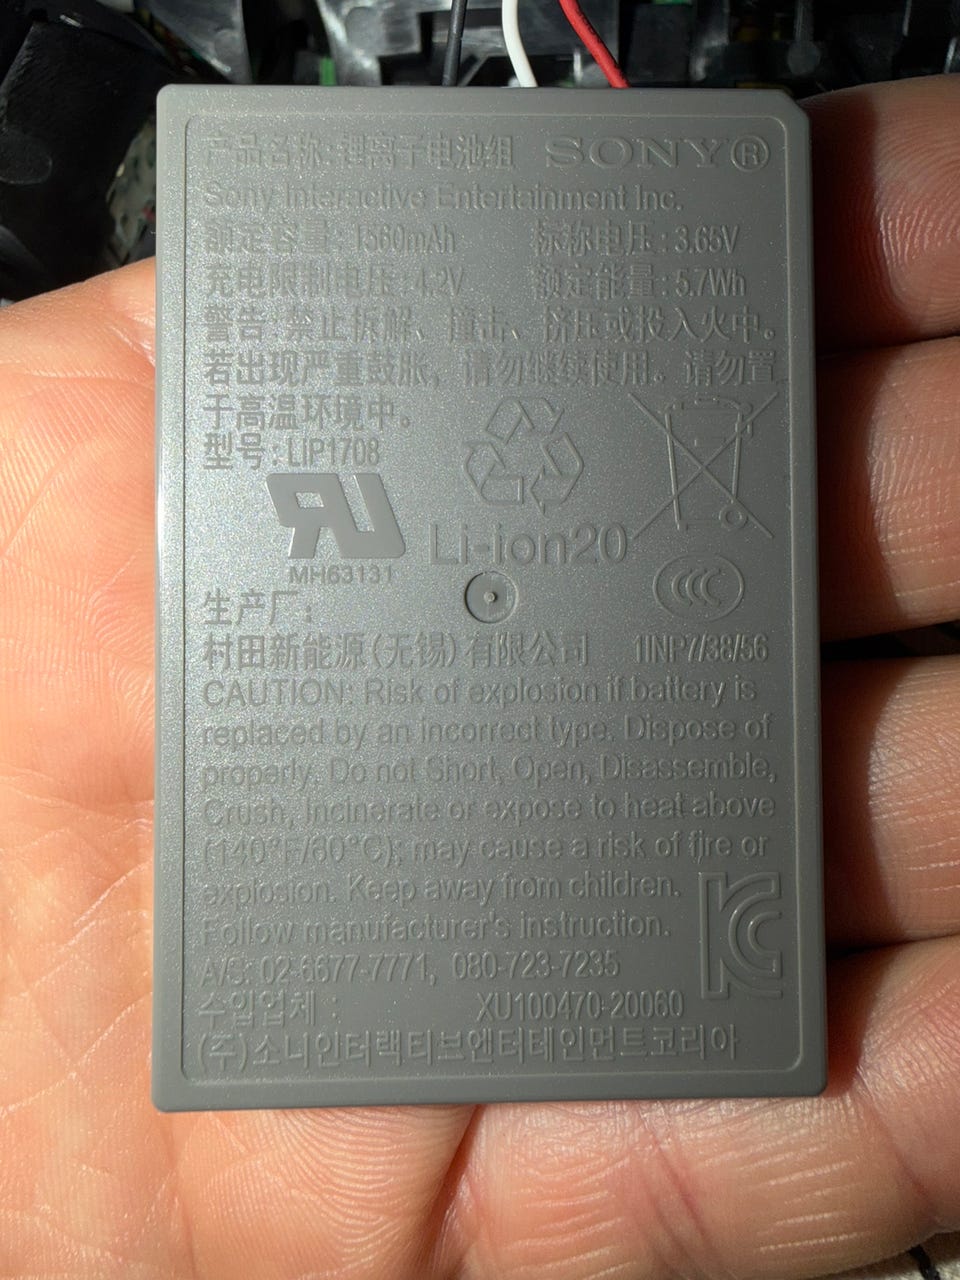 产品名称:锂离子电池组 SONY®
Sony Interactive Entertainment Inc.
额定容量:1560mAh 标称电压:3.65V
充电限制电压:4.2V 额定能量:5.7Wh
警告:禁止拆解、撞击、挤压或投入火中。
若出现严重鼓胀,请勿继续使用。请勿置
于高温环境中。
型号:LIP1708
RU
MH63131
Li-ion20
CCC
生产厂:
村田新能源(无锡)有限公司 1INP7/38/56
CAUTION: Risk of explosion if battery is
replaced by an incorrect type. Dispose of
properly. Do not Short, Open, Disassemble,
Crush, Incinerate or expose to heat above
(140°F/60°C); may cause a risk of fire or
explosion. Keep away from children.
Follow manufacturer's instruction.
KC
A/S: 02-6677-7771, 080-723-7235
수입업체 : XU100470-20060
(주)소니인터랙티브엔터테인먼트코리아